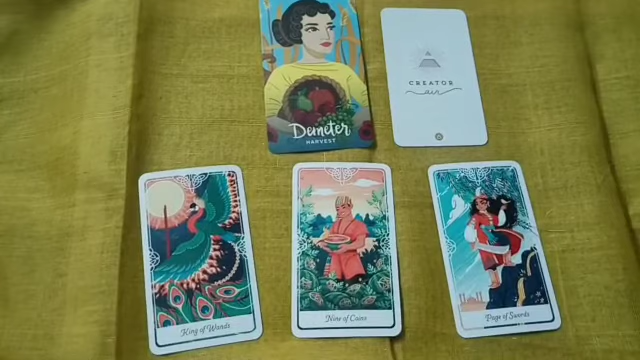 Demeter
HARVEST
CREATOR
air
King of Wands
Nine of Coins
Page of Swords